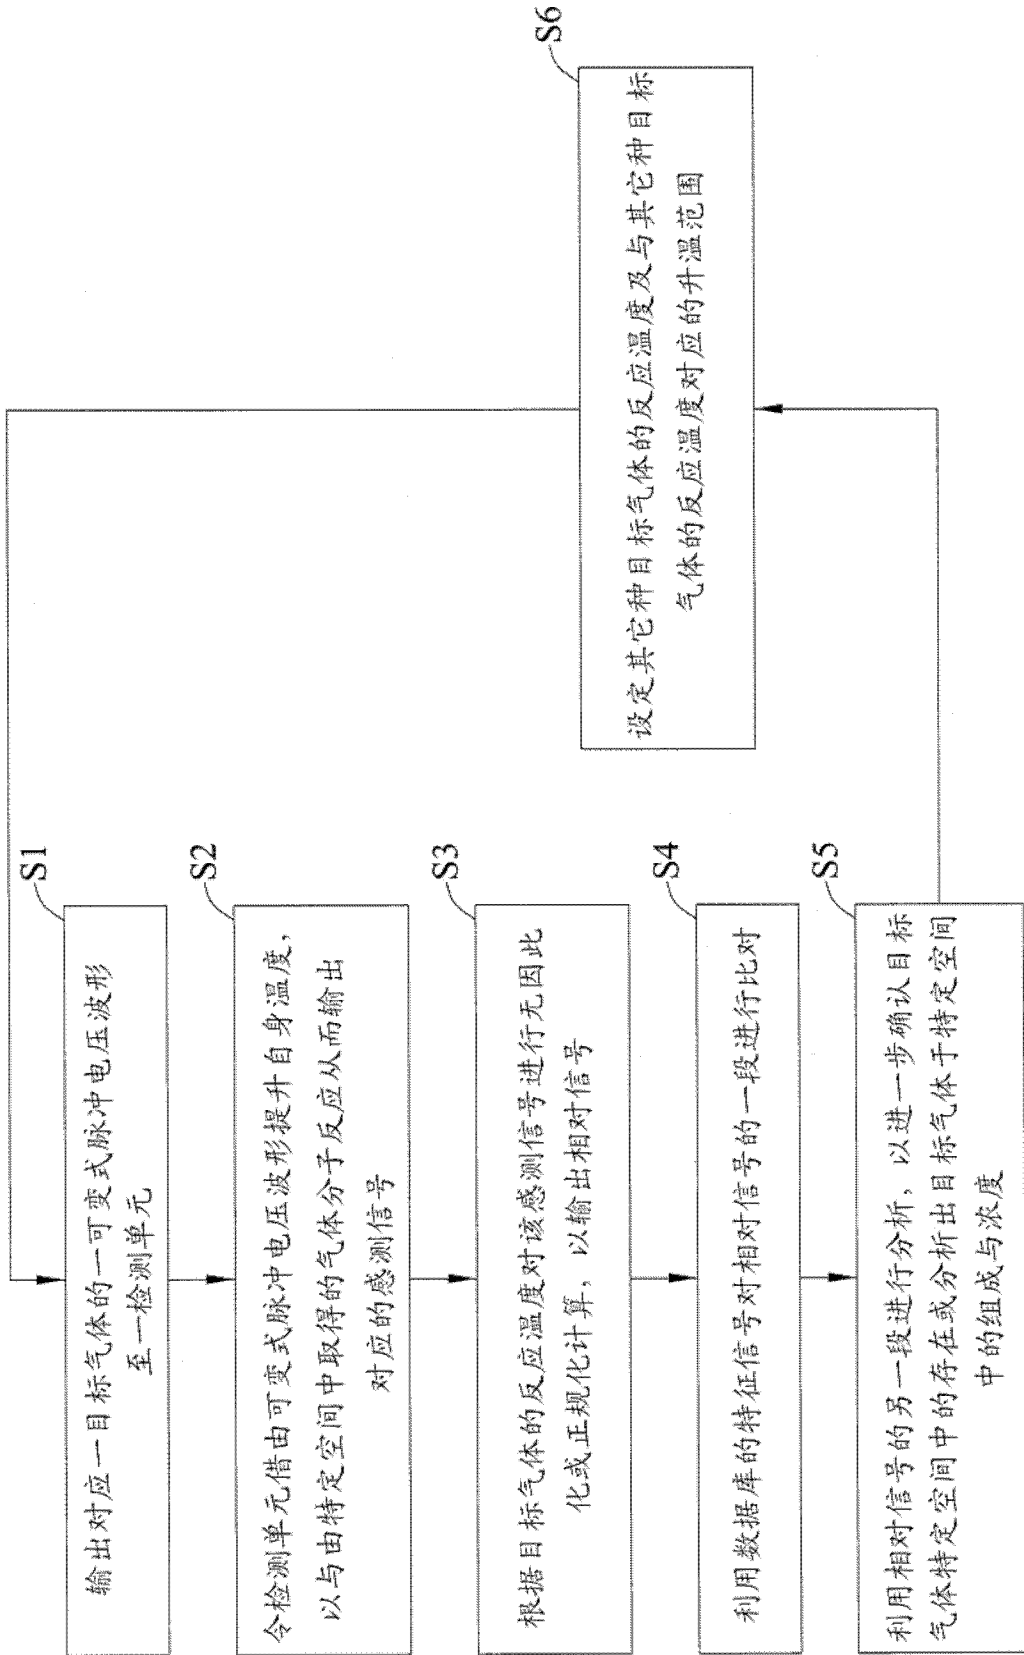 S1
输出对应一目标气体的一可变式脉冲电压波形
至一检测单元
S2
令检测单元借由可变式脉冲电压波形提升自身温度,
以与由特定空间中取得的气体分子反应从而输出
对应的感测信号
S3
根据目标气体的反应温度对该感测信号进行无因此
化或正规化计算，以输出相对信号
S4
利用数据库的特征信号对相对信号的一段进行比对
S5
利用相对信号的另一段进行分析，以进一步确认目标
气体特定空间中的存在或分析出目标气体于特定空间
中的组成与浓度
S6
设定其它种目标气体的反应温度及与其它种目标
气体的反应温度对应的升温范围